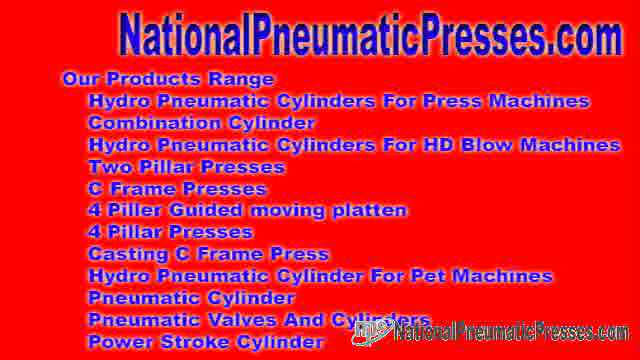 NationalPneumaticPresses.com
Our Products Range
Hydro Pneumatic Cylinders For Press Machines
Combination Cylinder
Hydro Pneumatic Cylinders For HD Blow Machines
Two Pillar Presses
C Frame Presses
4 Piller Guided moving platten
4 Pillar Presses
Casting C Frame Press
Hydro Pneumatic Cylinder For Pet Machines
Pneumatic Cylinder
Pneumatic Valves And Cylinders
NationalPneumaticPresses.com
Power Stroke Cylinder